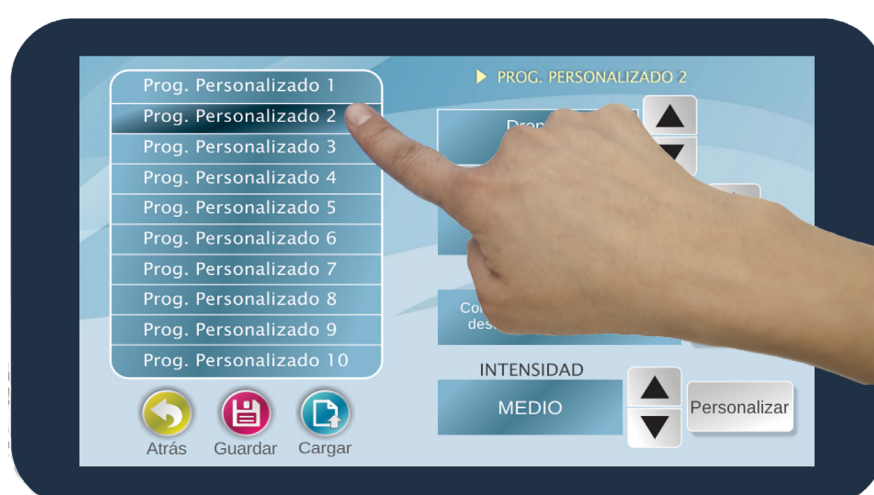 Prog. Personalizado 1
Prog. Personalizado 2
Prog. Personalizado 3
Prog. Personalizado 4
Prog. Personalizado 5
Prog. Personalizado 6
Prog. Personalizado 7
Prog. Personalizado 8
Prog. Personalizado 9
Prog. Personalizado 10
Atrás
Guardar
Cargar
PROG. PERSONALIZADO 2
INTENSIDAD
MEDIO
Personalizar